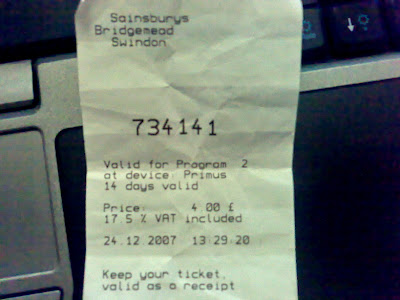 Sainsburys
Bridgemead
Swindon
734141
Valid for Program 2
at device: Primus
14 days valid
Price: 4.00 £
17.5 % VAT included
24.12.2007 13:29:20
Keep your ticket,
valid as a receipt